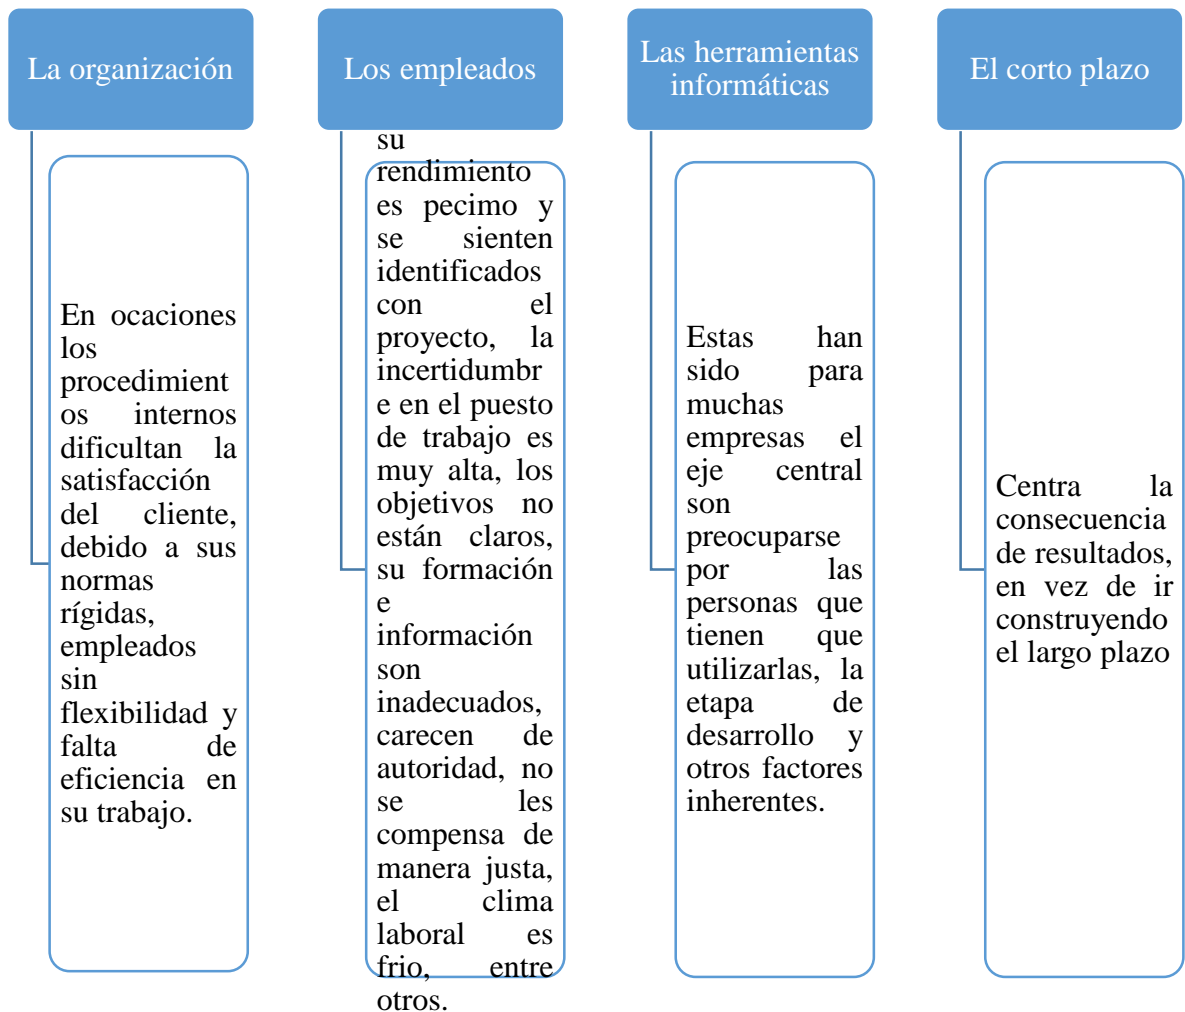 La organización
En ocaciones
los
procedimient
os internos
dificultan la
satisfacción
del cliente,
debido a sus
normas
rígidas,
empleados
sin
flexibilidad y
falta de
eficiencia en
su trabajo.
Los empleados
su
rendimiento
es pecimo y
se sienten
identificados
con el
proyecto, la
incertidumbr
e en el puesto
de trabajo es
muy alta, los
objetivos no
están claros,
su formación
e
información
son
inadecuados,
carecen de
autoridad, no
se les
compensa de
manera justa,
el clima
laboral es
frio, entre
otros.
Las herramientas
informáticas
Estas han
sido para
muchas
empresas el
eje central
son
preocuparse
por las
personas que
tienen que
utilizarlas, la
etapa de
desarrollo y
otros factores
inherentes.
El corto plazo
Centra la
consecuencia
de resultados,
en vez de ir
construyendo
el largo plazo